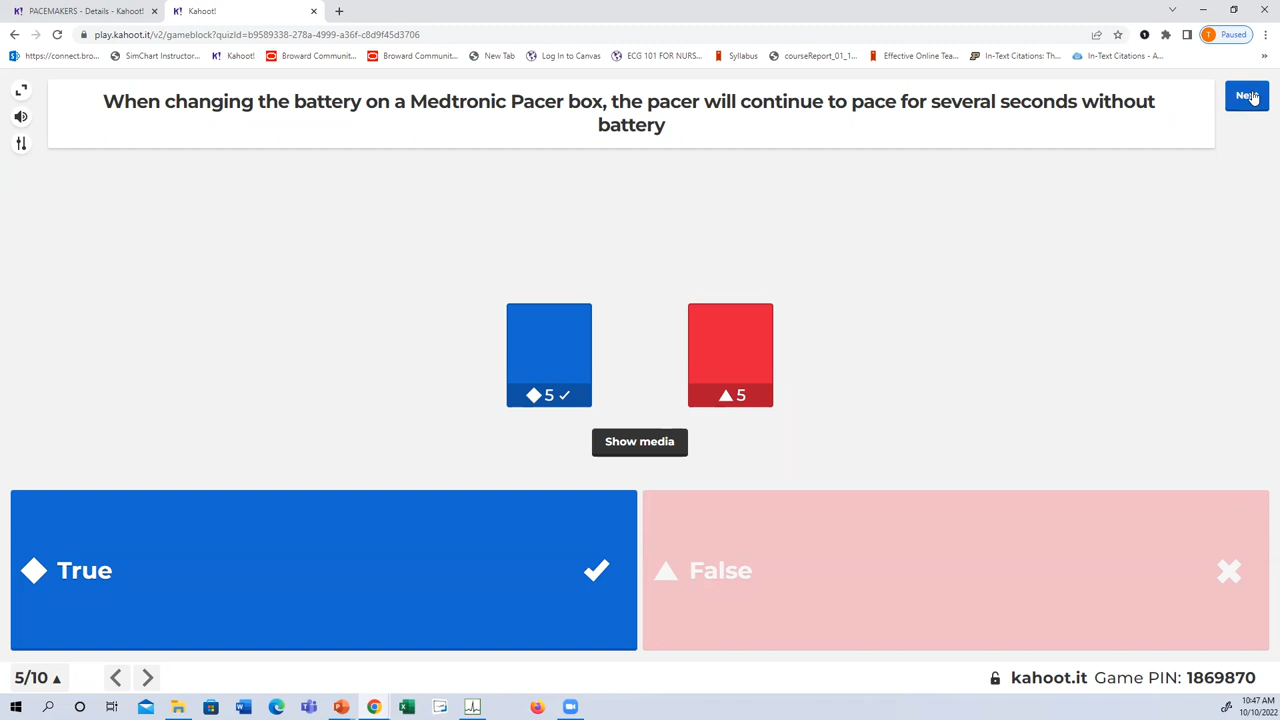 PACEMAKERS - Details - Kahoot!
Kahoot!
play.kahoot.it/v2/gameblock?quizId=b9589338-278a-4999-a36f-c8d9f45d3706
T Paused
https://connect.bro...
SimChart Instructor...
Kahoot!
Broward Communit...
Broward Communit...
New Tab
Log In to Canvas
ECG 101 FOR NURS...
Syllabus
courseReport_01_1...
Effective Online Tea...
In-Text Citations: Th...
In-Text Citations - A...
When changing the battery on a Medtronic Pacer box, the pacer will continue to pace for several seconds without
battery
5
5
Show media
True
False
5/10
kahoot.it Game PIN: 1869870
10:47 AM
10/10/2022